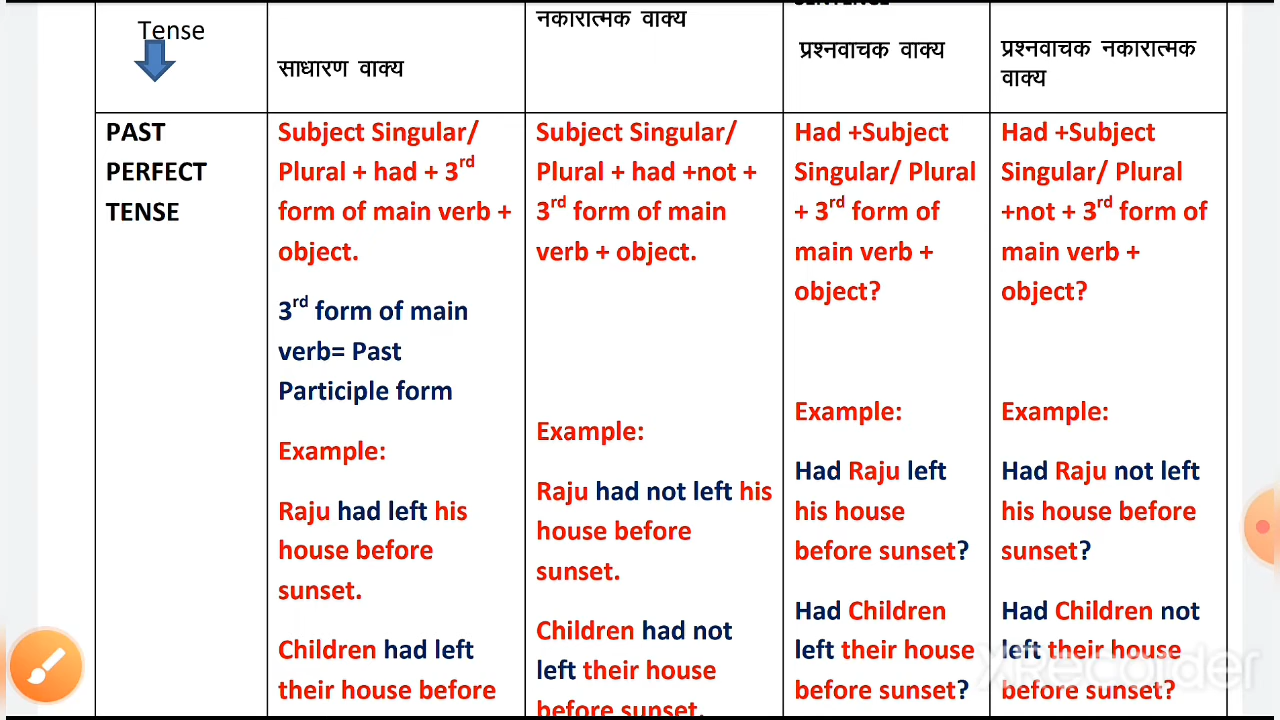 Tense
साधारण वाक्य
नकारात्मक वाक्य
SENTENCE
प्रश्नवाचक वाक्य
प्रश्नवाचक नकारात्मक
वाक्य
PAST
PERFECT
TENSE
Subject Singular/
Plural + had + 3rd
form of main verb +
object.
3rd form of main
verb= Past
Participle form
Example:
Raju had left his
house before
sunset.
Children had left
their house before
Subject Singular/
Plural + had +not +
3rd form of main
verb + object.
Example:
Raju had not left his
house before
sunset.
Children had not
left their house
before sunset.
Had +Subject
Singular/ Plural
+ 3rd form of
main verb +
object?
Example:
Had Raju left
his house
before sunset?
Had Children
left their house
before sunset?
Had +Subject
Singular/ Plural
+not + 3rd form of
main verb +
object?
Example:
Had Raju not left
his house before
sunset?
Had Children not
left their house
before sunset?
XRecorder